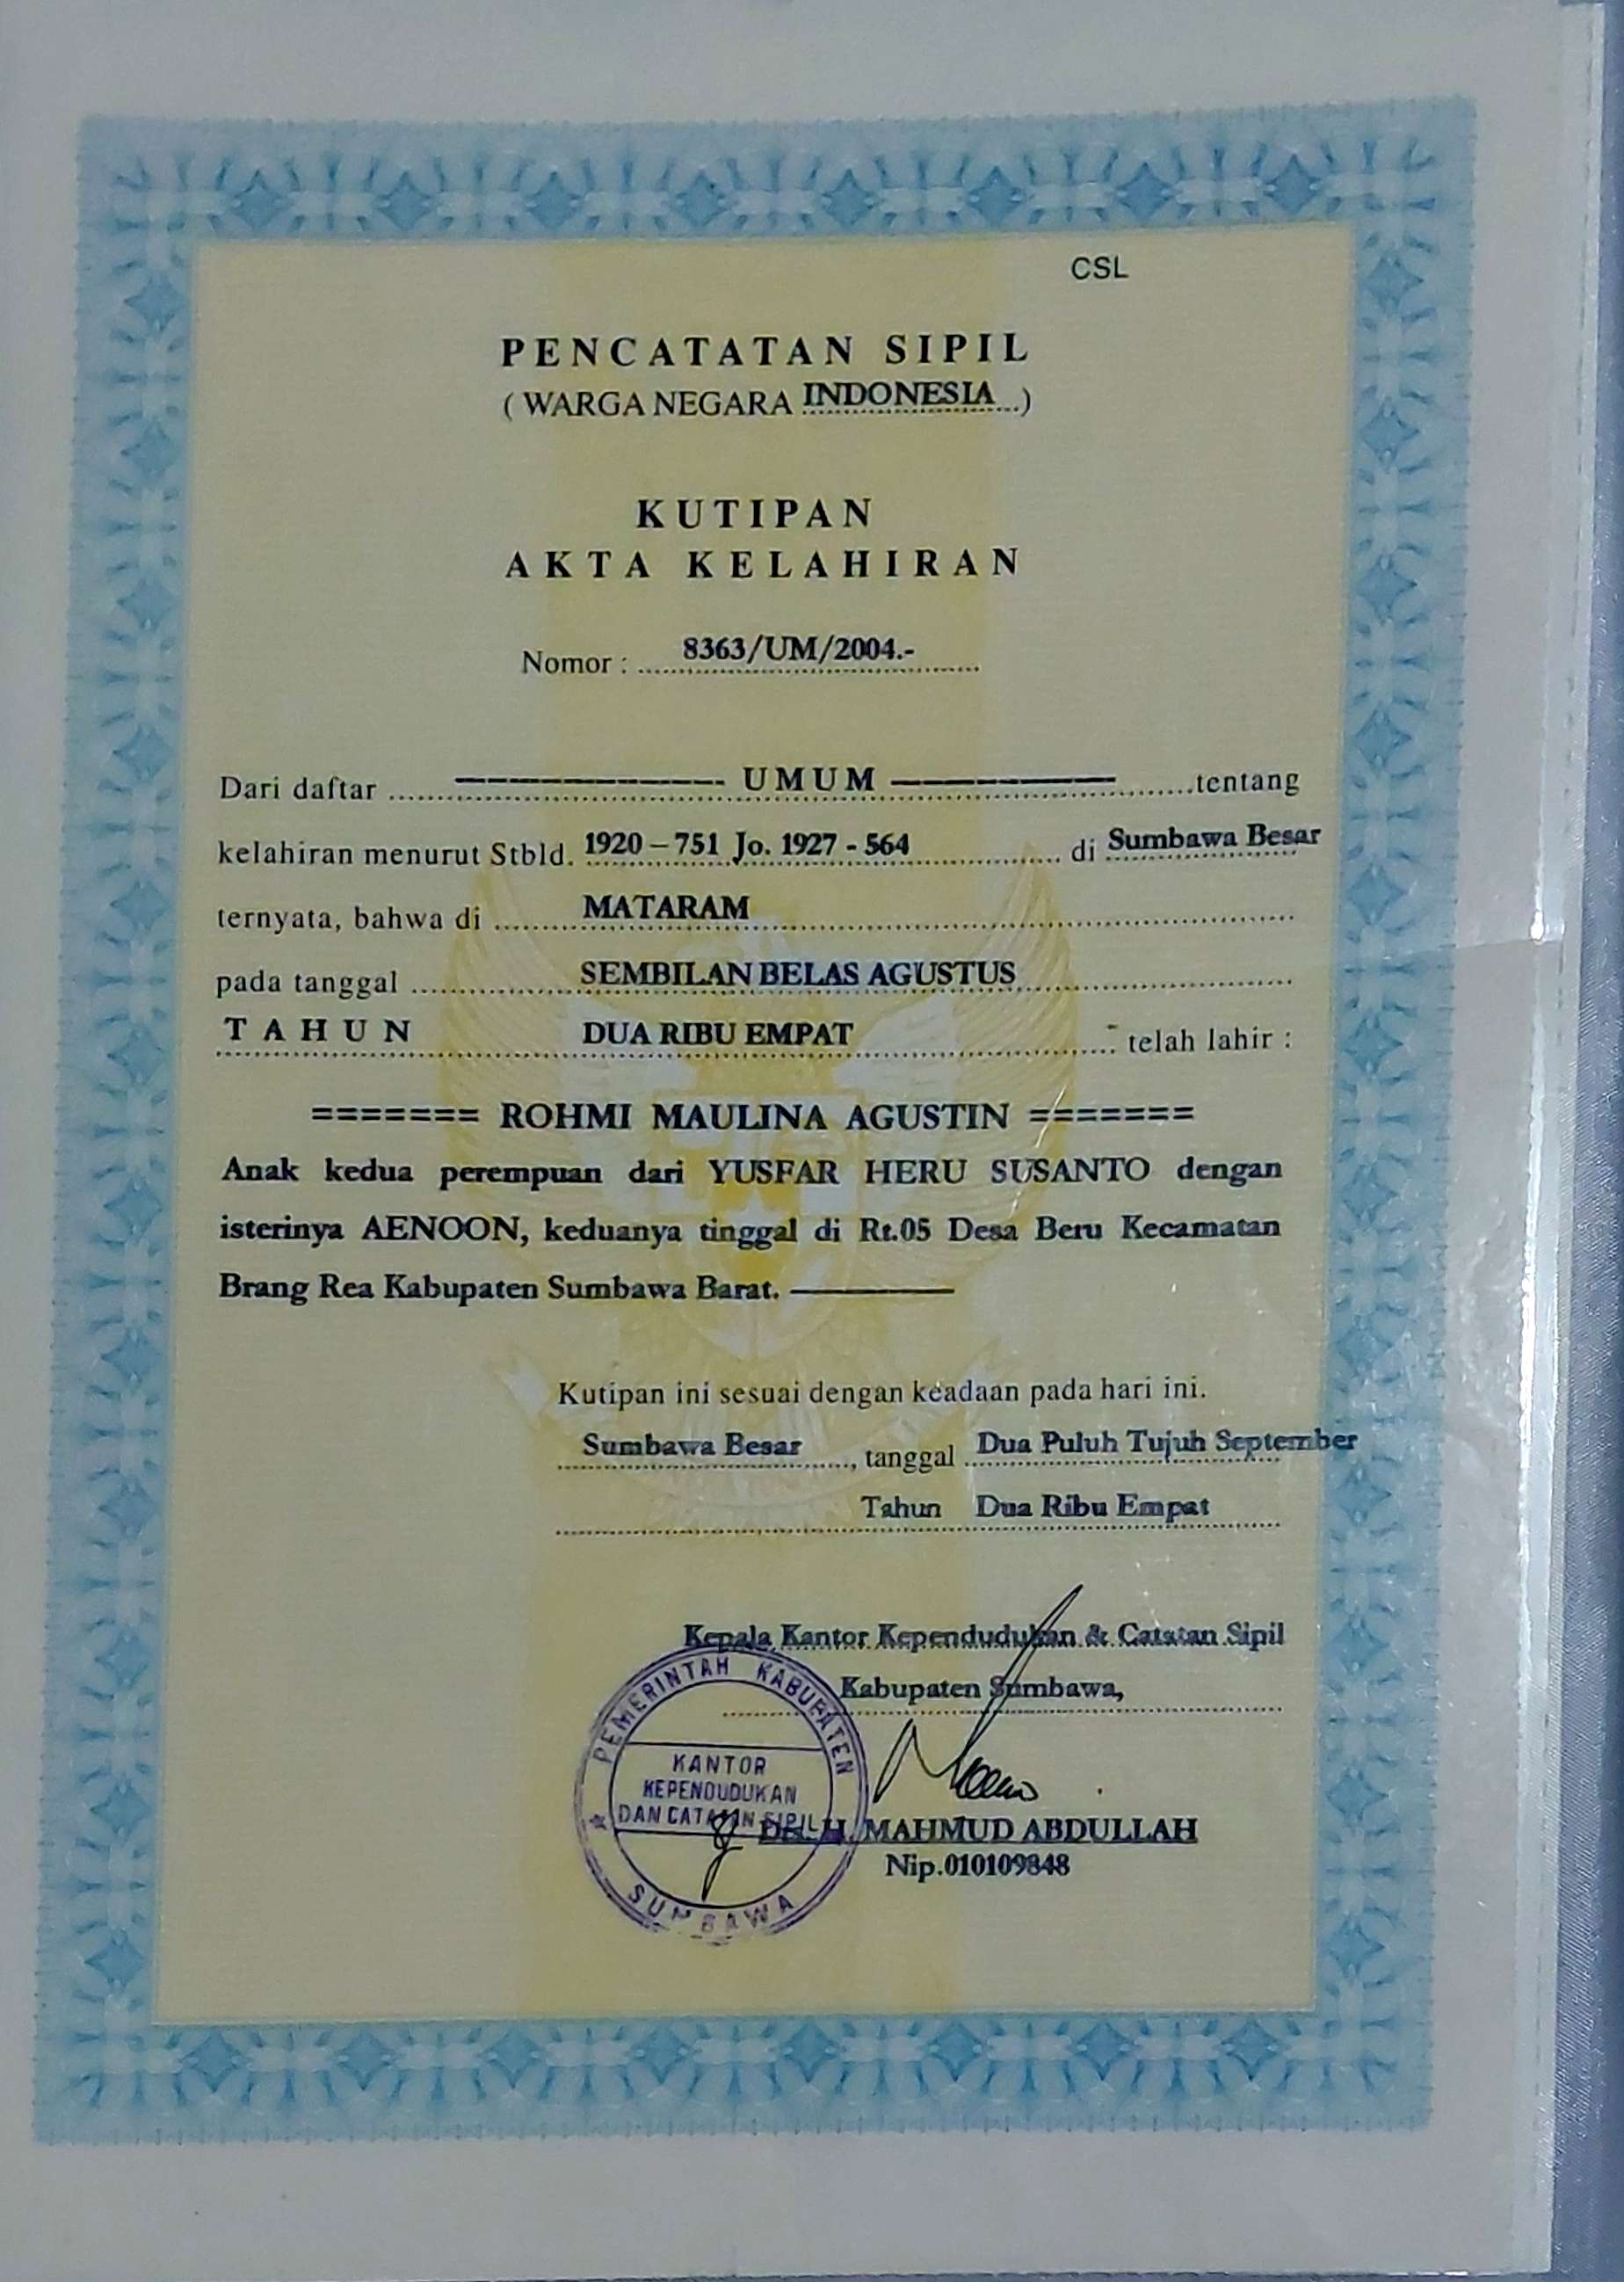 CSL
PENCATATAN SIPIL
( WARGA NEGARA INDONESIA )
KUTIPAN
AKTA KELAHIRAN
Nomor : 8363/UM/2004.-
Dari daftar UMUM tentang
kelahiran menurut Stbld. 1920 – 751 Jo. 1927 - 564 di Sumbawa Besar
ternyata, bahwa di MATARAM
pada tanggal SEMBILAN BELAS AGUSTUS
TAHUN DUA RIBU EMPAT telah lahir :
======= ROHMI MAULINA AGUSTIN =======
Anak kedua perempuan dari YUSFAR HERU SUSANTO dengan
isterinya AENOON, keduanya tinggal di Rt.05 Desa Beru Kecamatan
Brang Rea Kabupaten Sumbawa Barat.
Kutipan ini sesuai dengan keadaan pada hari ini.
Sumbawa Besar, tanggal Dua Puluh Tujuh September
Tahun Dua Ribu Empat
Kepala Kantor Kependudukan & Catatan Sipil
Kabupaten Sumbawa,
PEMERINTAH KABUPATEN
KANTOR
KEPENDUDUKAN
DAN CATATAN SIPIL
SUMBAWA
Drs. H. MAHMUD ABDULLAH
Nip.010109848